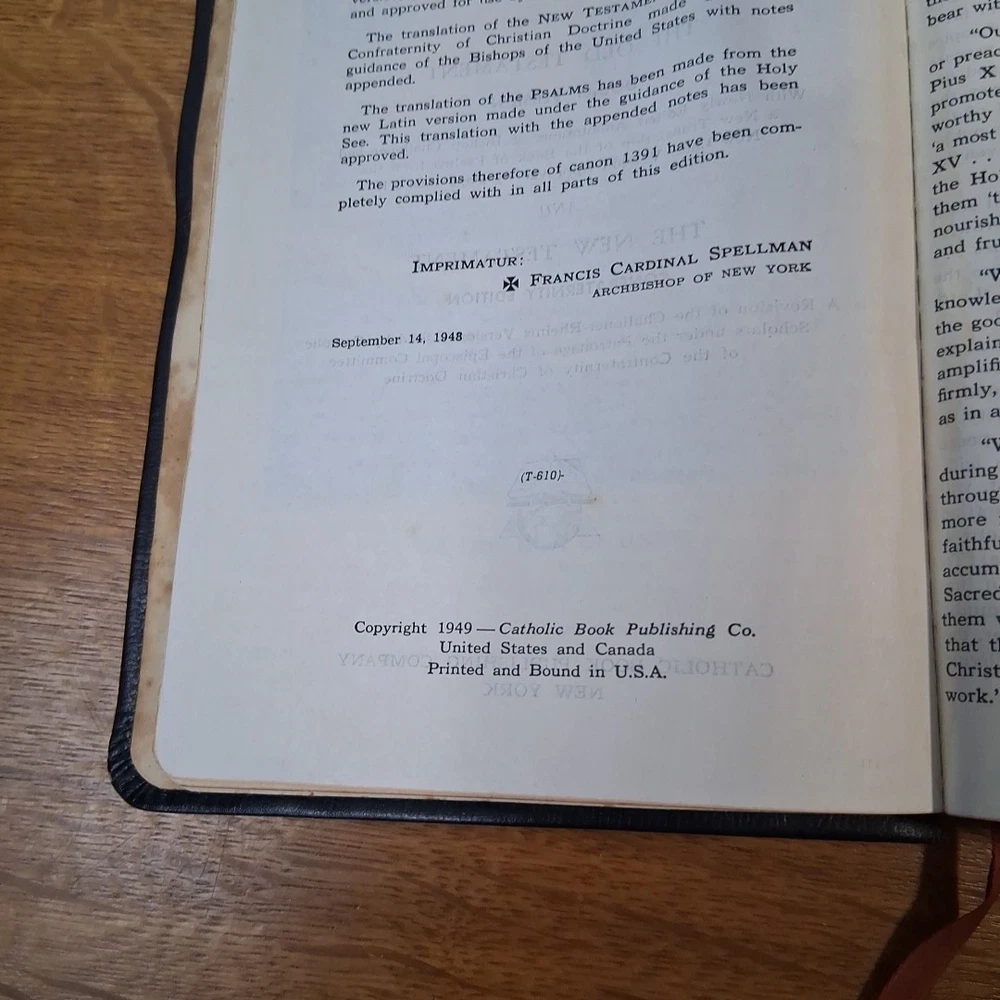 and approved for use by
The translation of the NEW TESTAMENT
Confraternity of Christian Doctrine made
guidance of the Bishops of the United States with notes
appended.
The translation of the PSALMS has been made from the
new Latin version made under the guidance of the Holy
See. This translation with the appended notes has been
approved.
The provisions therefore of canon 1391 have been com-
pletely complied with in all parts of this edition.
IMPRIMATUR:
✠ FRANCIS CARDINAL SPELLMAN
ARCHBISHOP OF NEW YORK
September 14, 1948
(T-610)-
Copyright 1949 — Catholic Book Publishing Co.
United States and Canada
Printed and Bound in U.S.A.
bear wit
"Ou
or preac
Pius X
promote
worthy
'a most
XV . .
the Ho
them 't
nourish
and fru
"W
knowle
the goo
explain
amplifi
firmly,
as in a
"W
during
throug
more
faithfu
accum
Sacred
them w
that th
Christ
work.'